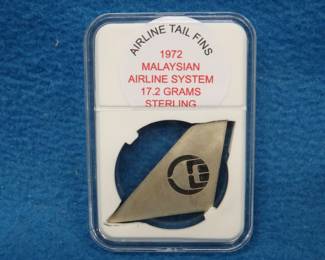 AIRLINE TAIL FINS
1972
MALAYSIAN
AIRLINE SYSTEM
17.2 GRAMS
STERLING